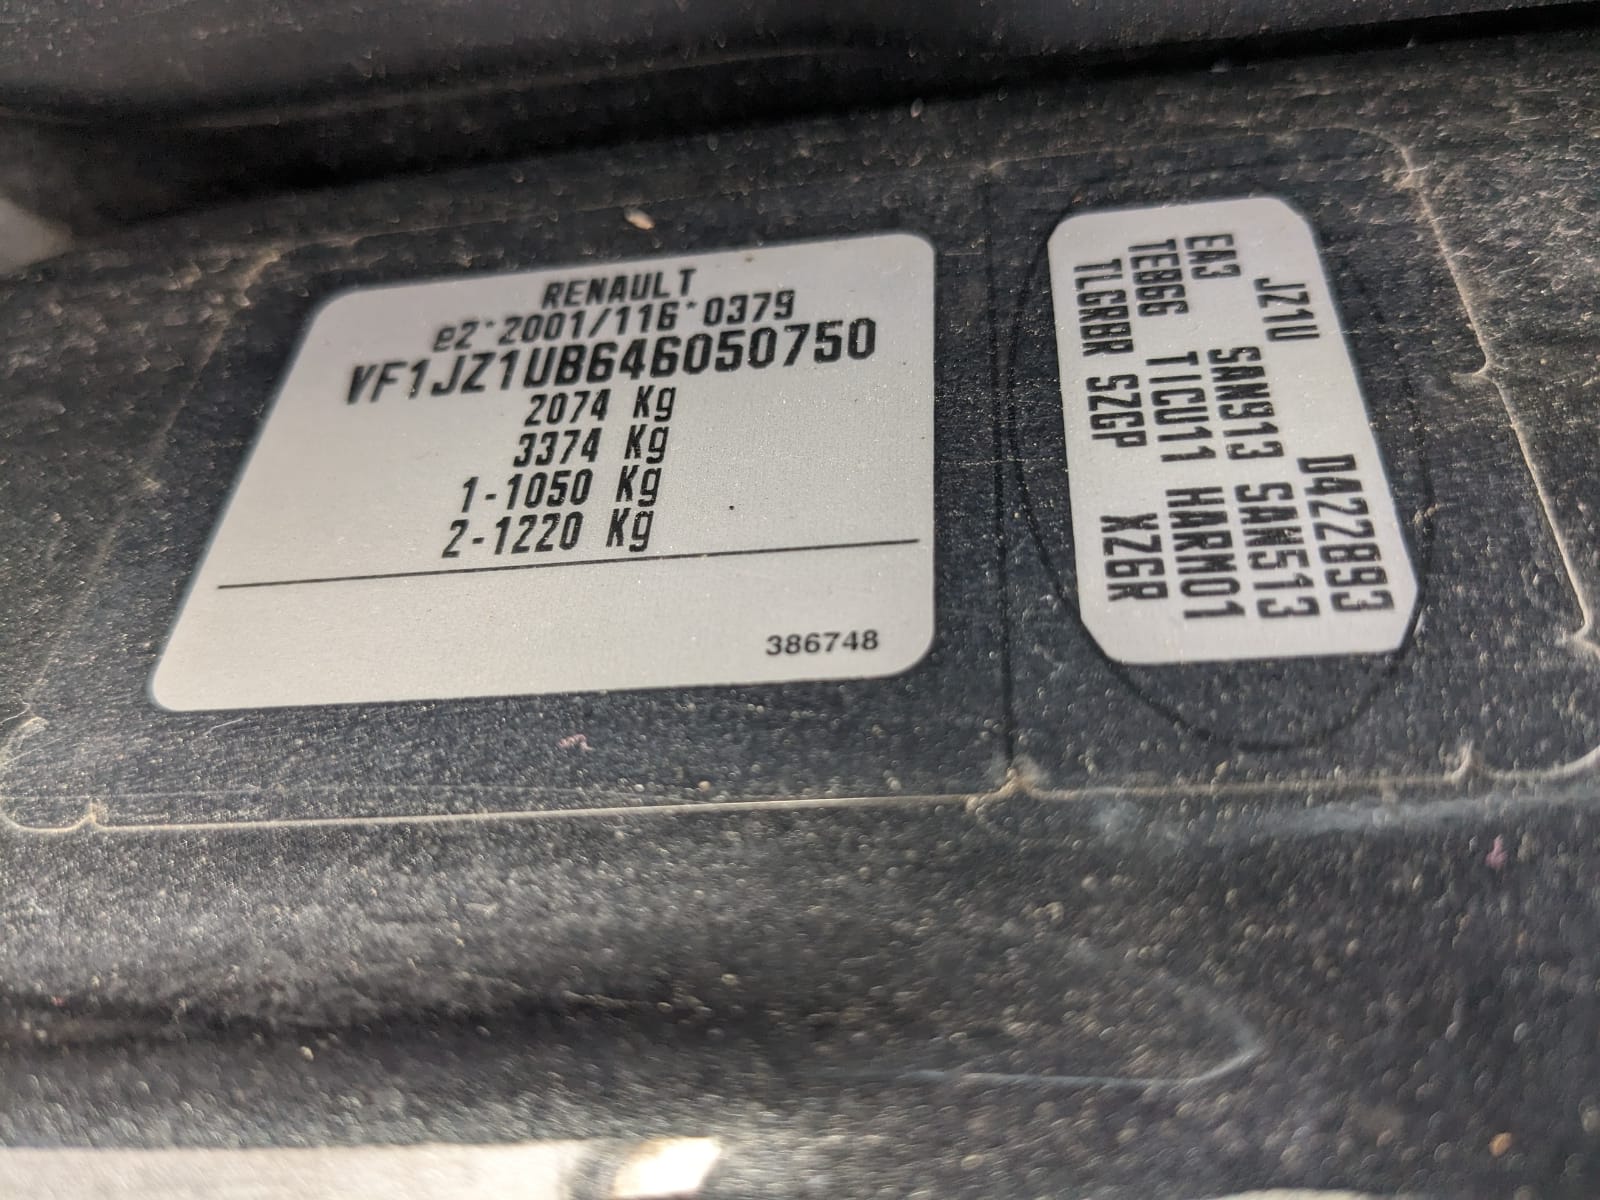 RENAULT
e2*2001/116*0379
VF1JZ1UB646050750
2074 Kg
3374 Kg
1-1050 Kg
2-1220 Kg
386748
JZ1U D422893
EA3 SAN913 SAN513
TEB66 TICU11 HARM01
TLGRBR SZGP XZ6R